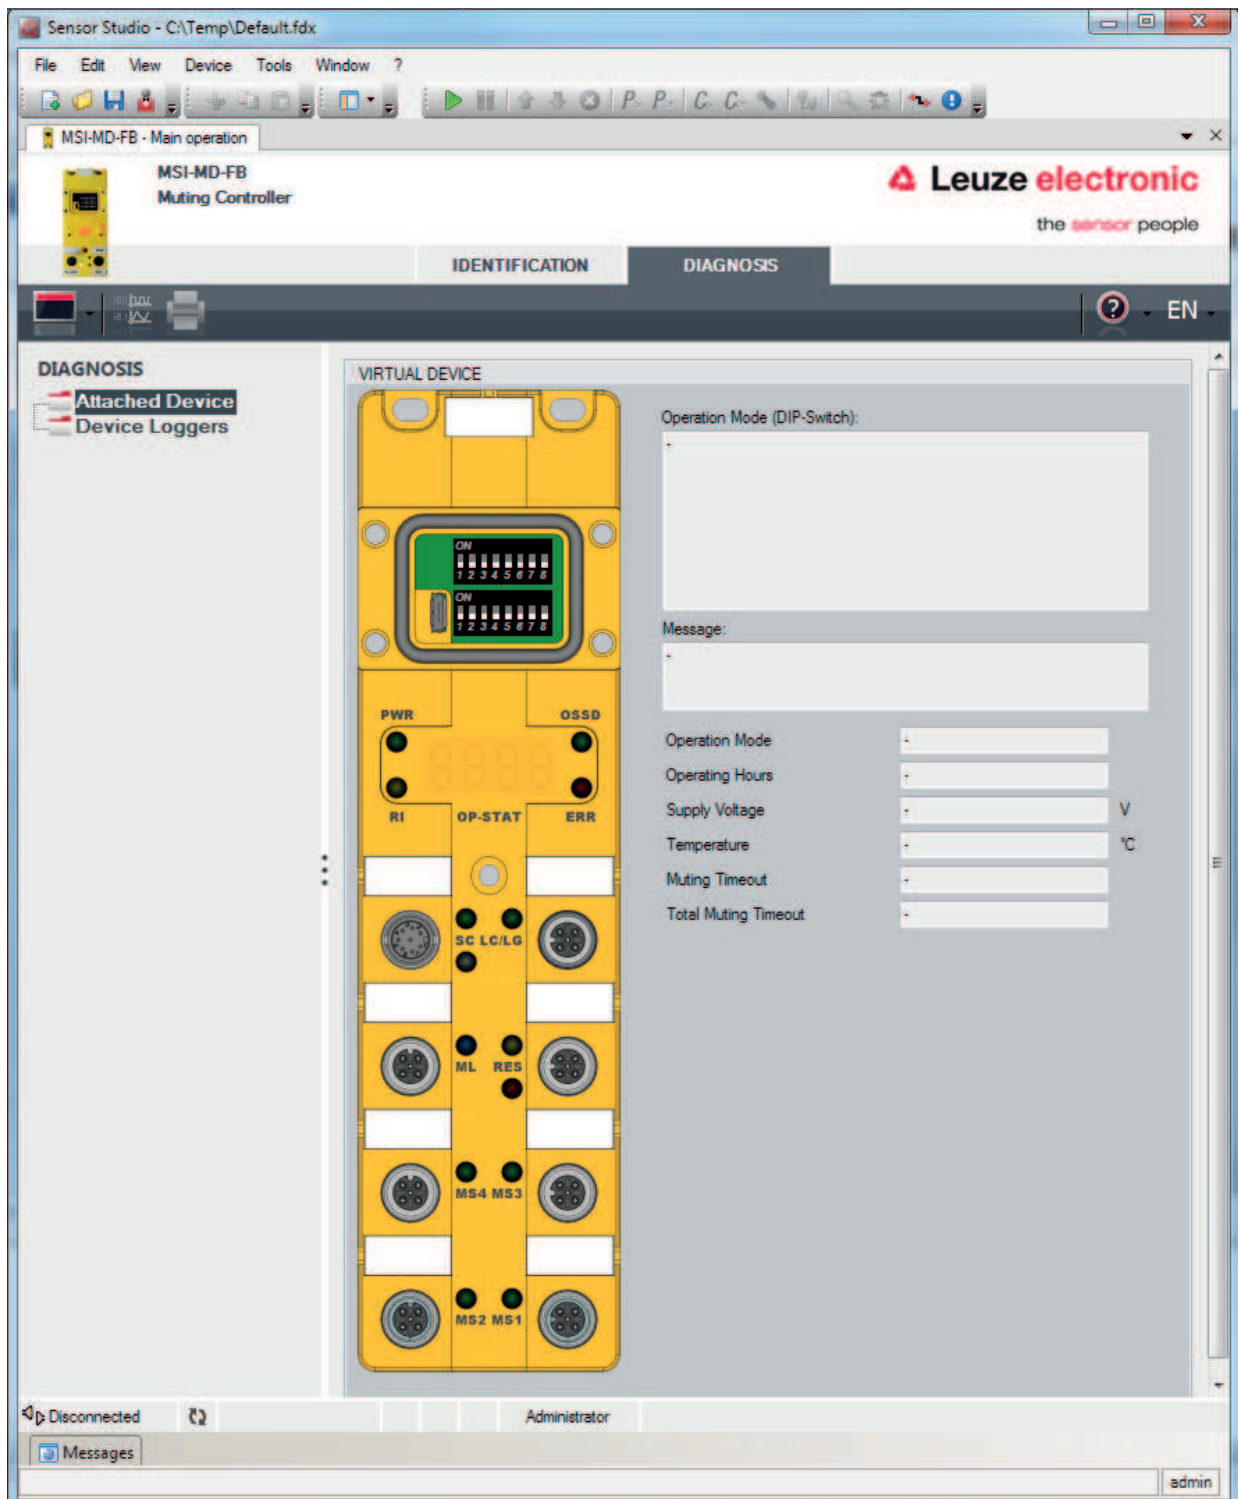 Sensor Studio - C:\Temp\Default.fdx
File Edit View Device Tools Window ?
MSI-MD-FB - Main operation
MSI-MD-FB
Muting Controller
Leuze electronic
the sensor people
IDENTIFICATION DIAGNOSIS
? EN
DIAGNOSIS
Attached Device
Device Loggers
VIRTUAL DEVICE
Operation Mode (DIP-Switch):
-
ON
1 2 3 4 5 6 7 8
ON
1 2 3 4 5 6 7 8
Message:
-
PWR OSSD
RI OP-STAT ERR
Operation Mode -
Operating Hours -
Supply Voltage - V
Temperature - °C
Muting Timeout -
Total Muting Timeout -
SC LC/LG
ML RES
MS4 MS3
MS2 MS1
Disconnected
Administrator
Messages
admin